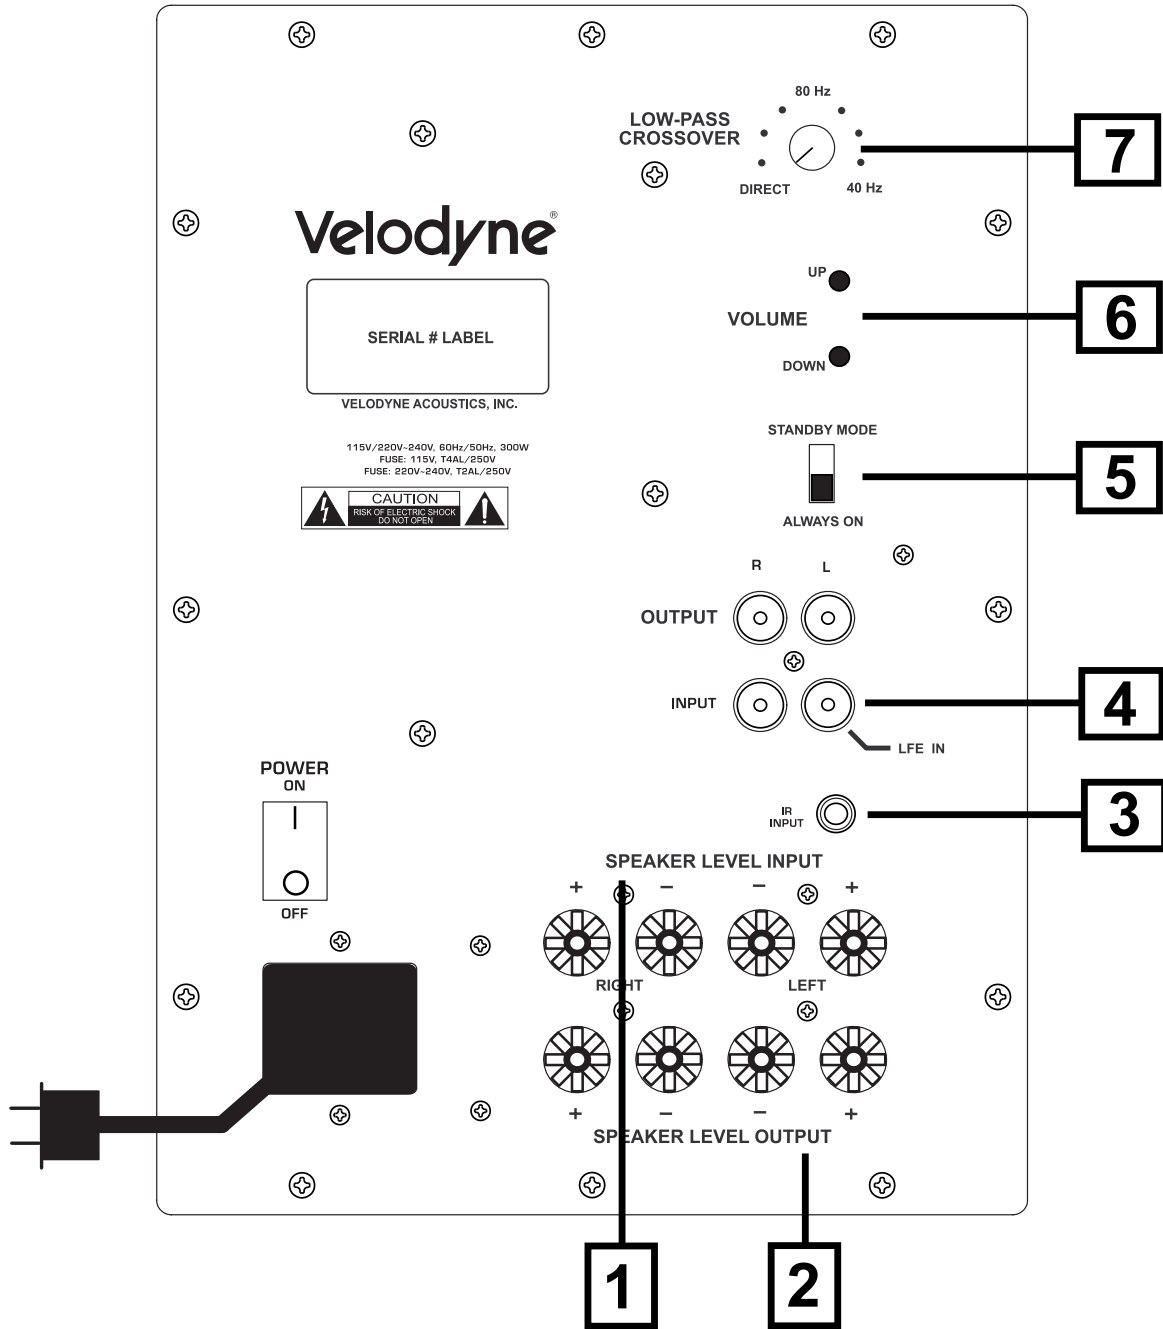 80 Hz
LOW-PASS
CROSSOVER
DIRECT
40 Hz
7
Velodyne®
UP
VOLUME
DOWN
6
SERIAL # LABEL
VELODYNE ACOUSTICS, INC.
115V/220V~240V, 60Hz/50Hz, 300W
FUSE: 115V, T4AL/250V
FUSE: 220V~240V, T2AL/250V
CAUTION
RISK OF ELECTRIC SHOCK
DO NOT OPEN
STANDBY MODE
ALWAYS ON
5
R L
OUTPUT
INPUT
4
LFE IN
POWER
ON
OFF
IR
INPUT
3
SPEAKER LEVEL INPUT
+ − − +
RIGHT LEFT
+ − − +
SPEAKER LEVEL OUTPUT
1 2